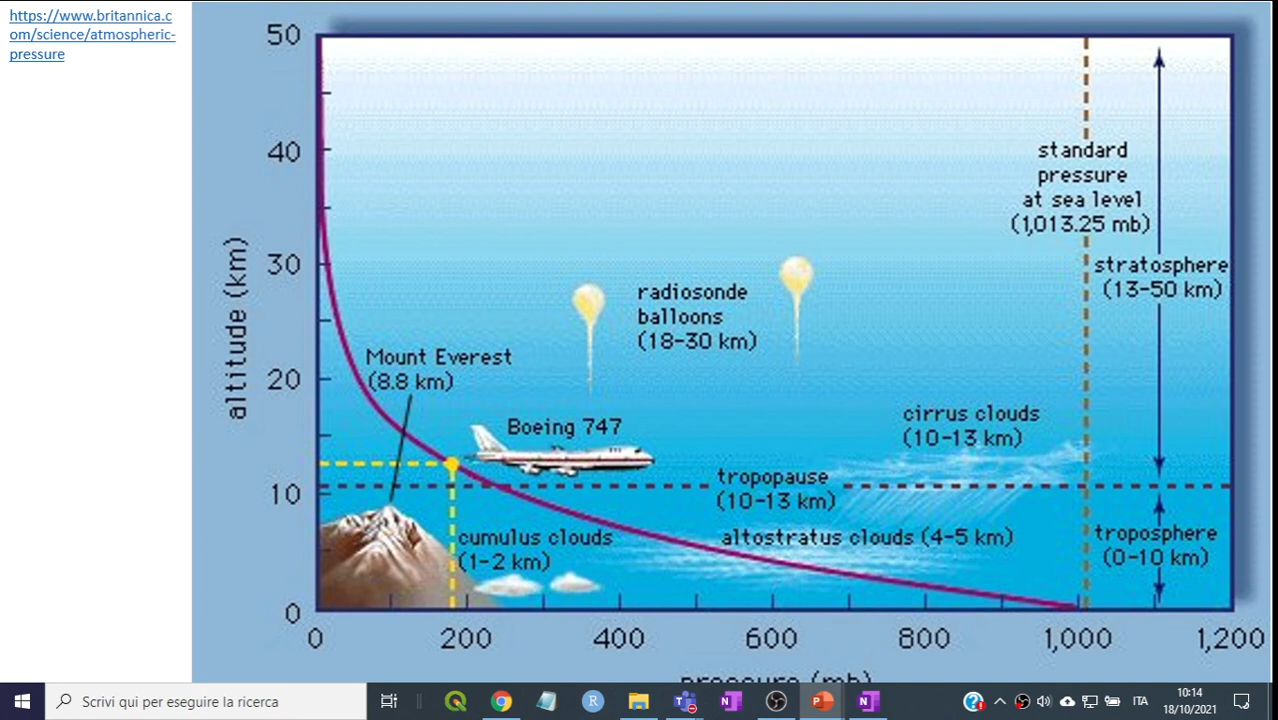 https://www.britannica.c
om/science/atmospheric-
pressure
50
40
30
20
10
0
altitude (km)
standard
pressure
at sea level
(1,013.25 mb)
stratosphere
(13–50 km)
radiosonde
balloons
(18–30 km)
Mount Everest
(8.8 km)
Boeing 747
cirrus clouds
(10–13 km)
tropopause
(10–13 km)
cumulus clouds
(1–2 km)
altostratus clouds (4–5 km)
troposphere
(0–10 km)
0 200 400 600 800 1,000 1,200
pressure (mb)
Scrivi qui per eseguire la ricerca
ITA
10:14
18/10/2021